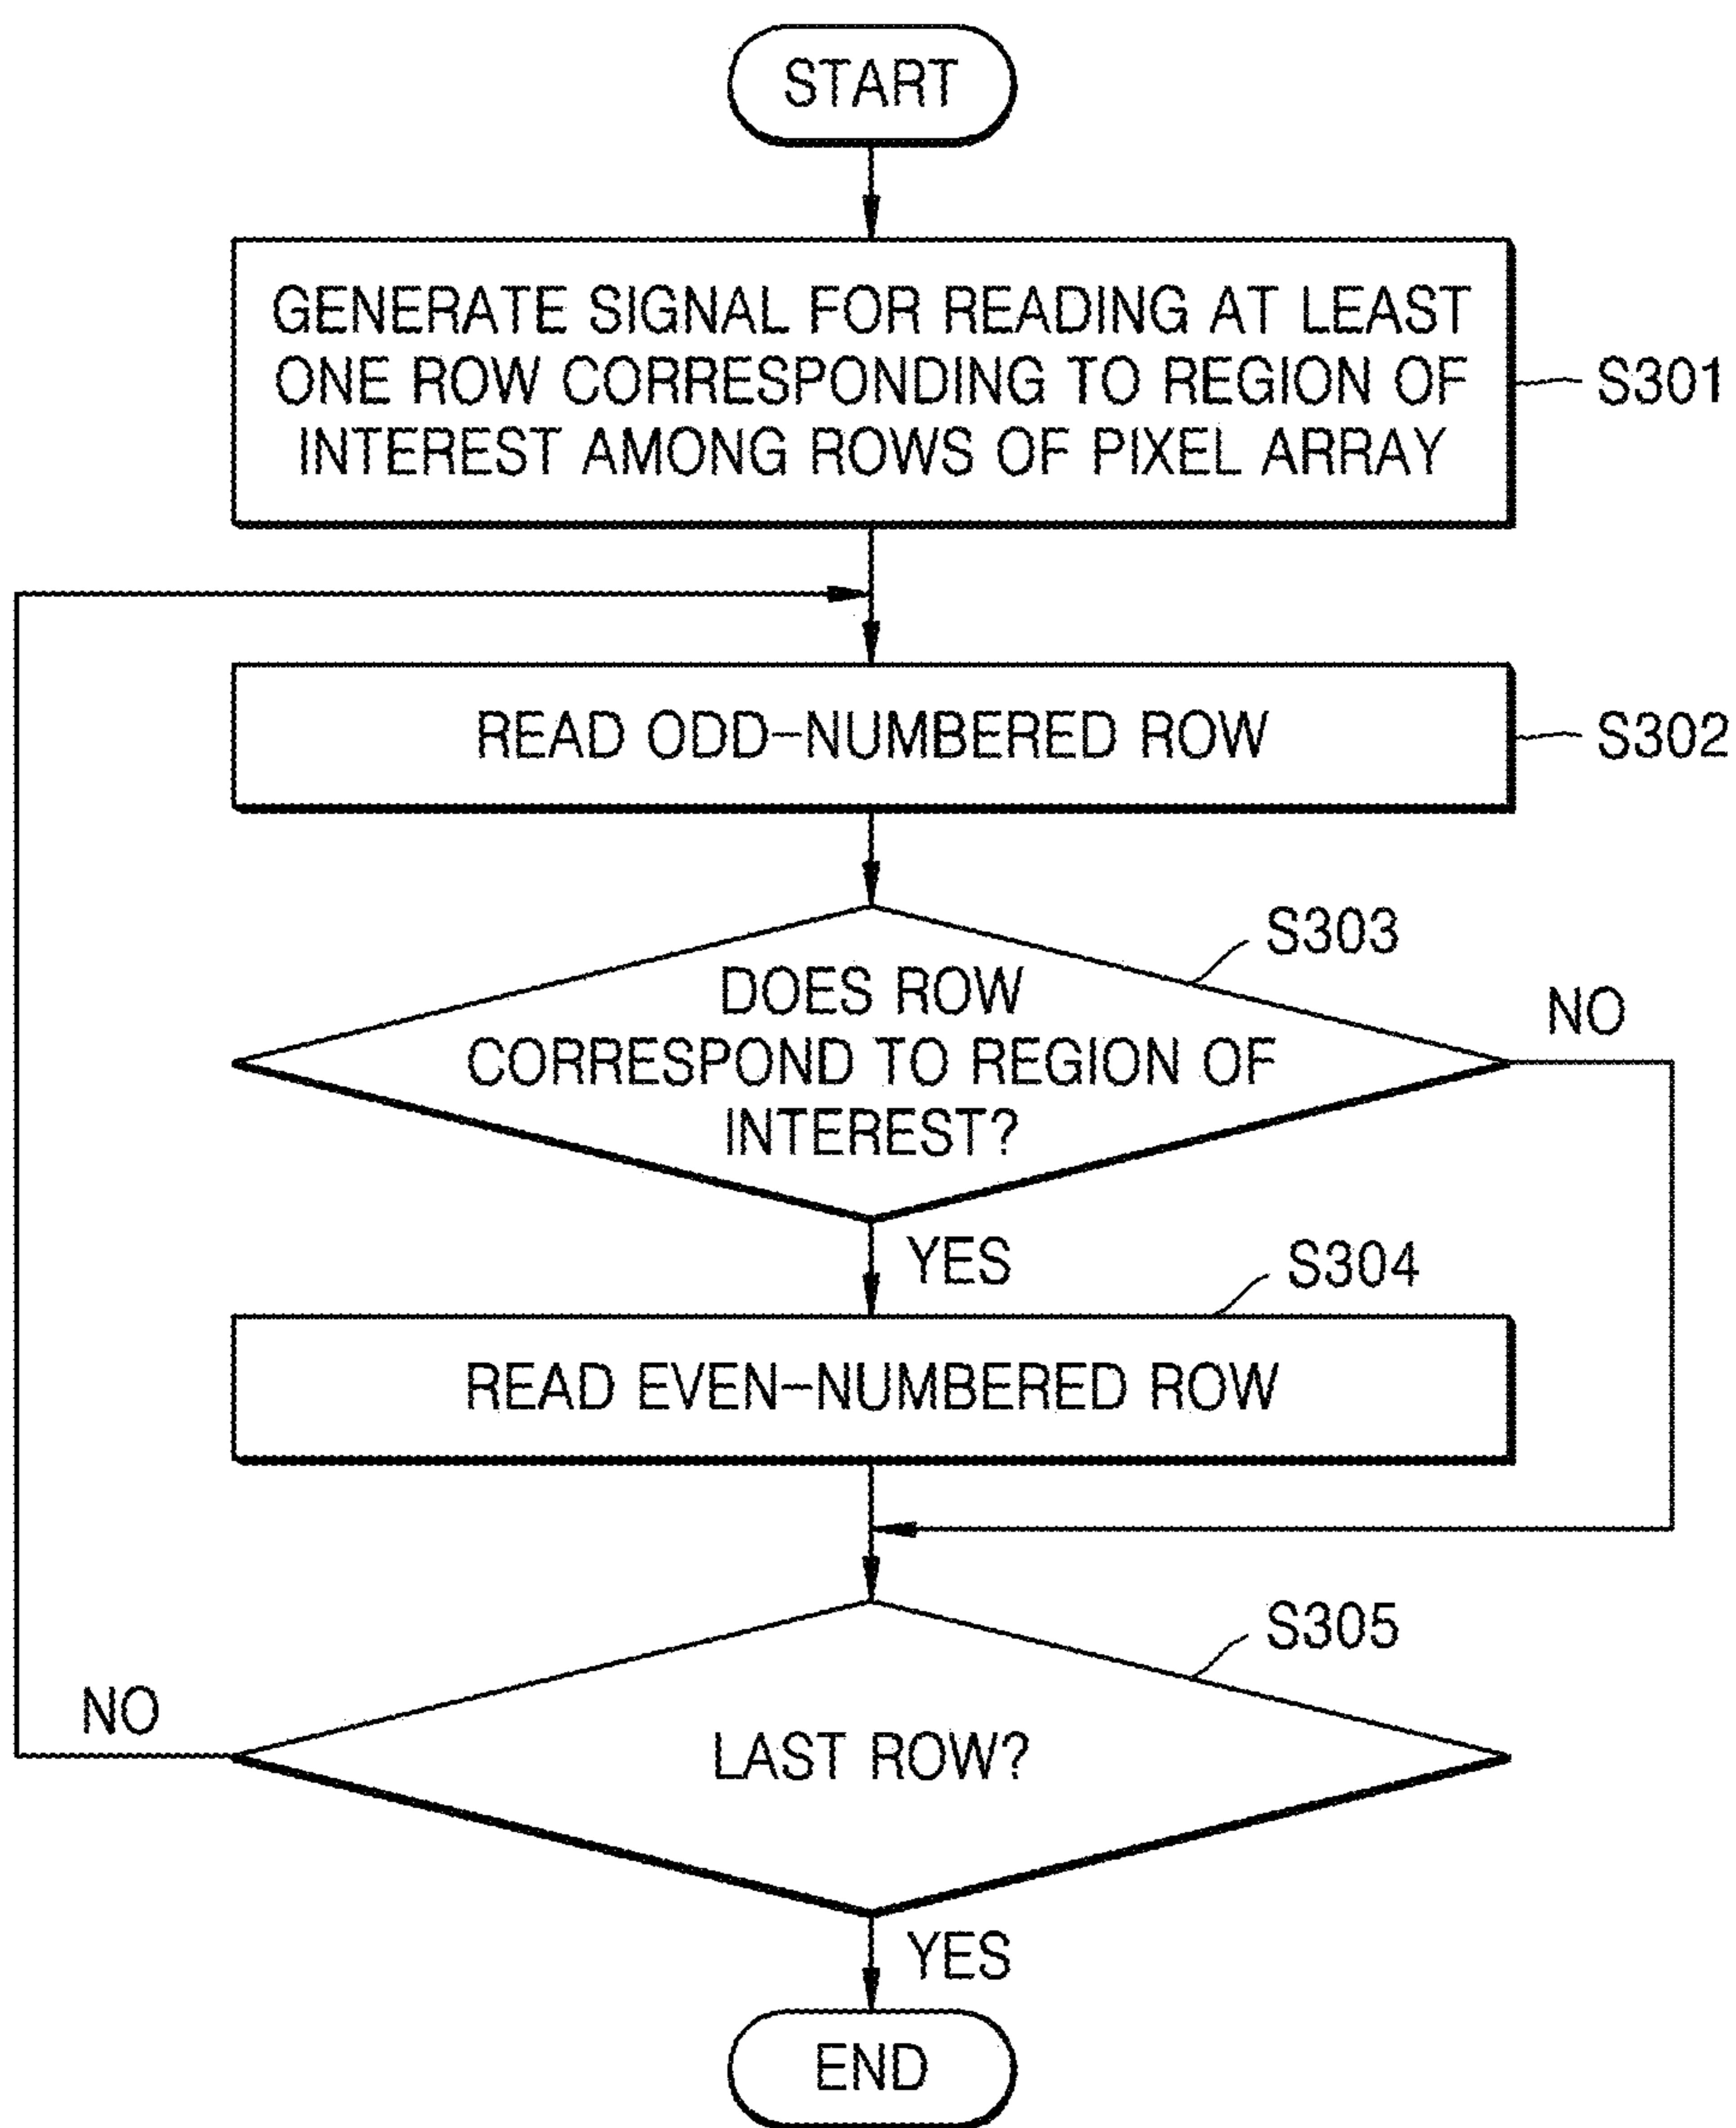 START
GENERATE SIGNAL FOR READING AT LEAST
ONE ROW CORRESPONDING TO REGION OF
INTEREST AMONG ROWS OF PIXEL ARRAY
S301
READ ODD-NUMBERED ROW
S302
S303
DOES ROW
CORRESPOND TO REGION OF
INTEREST?
NO
YES
S304
READ EVEN-NUMBERED ROW
S305
NO
LAST ROW?
YES
END